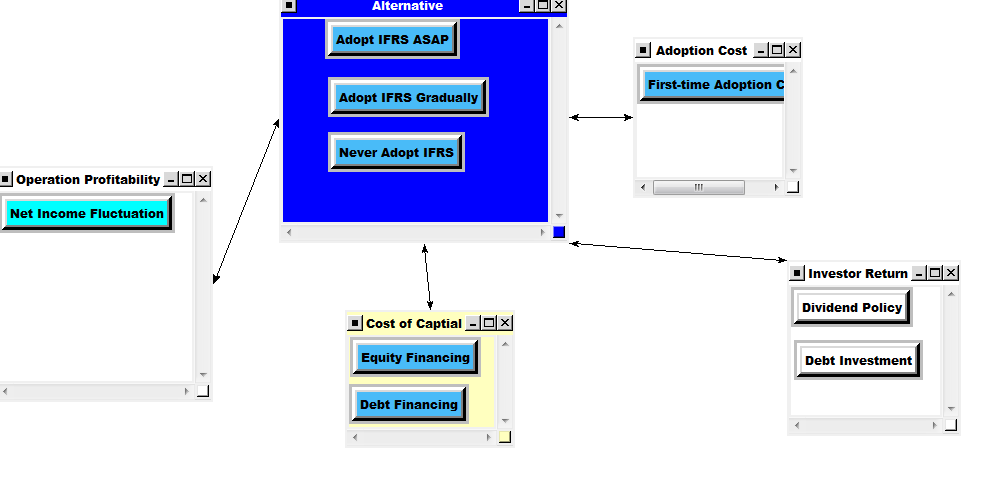 Alternative
Adopt IFRS ASAP
Adopt IFRS Gradually
Never Adopt IFRS
Adoption Cost
First-time Adoption C
Operation Profitability
Net Income Fluctuation
Cost of Captial
Equity Financing
Debt Financing
Investor Return
Dividend Policy
Debt Investment